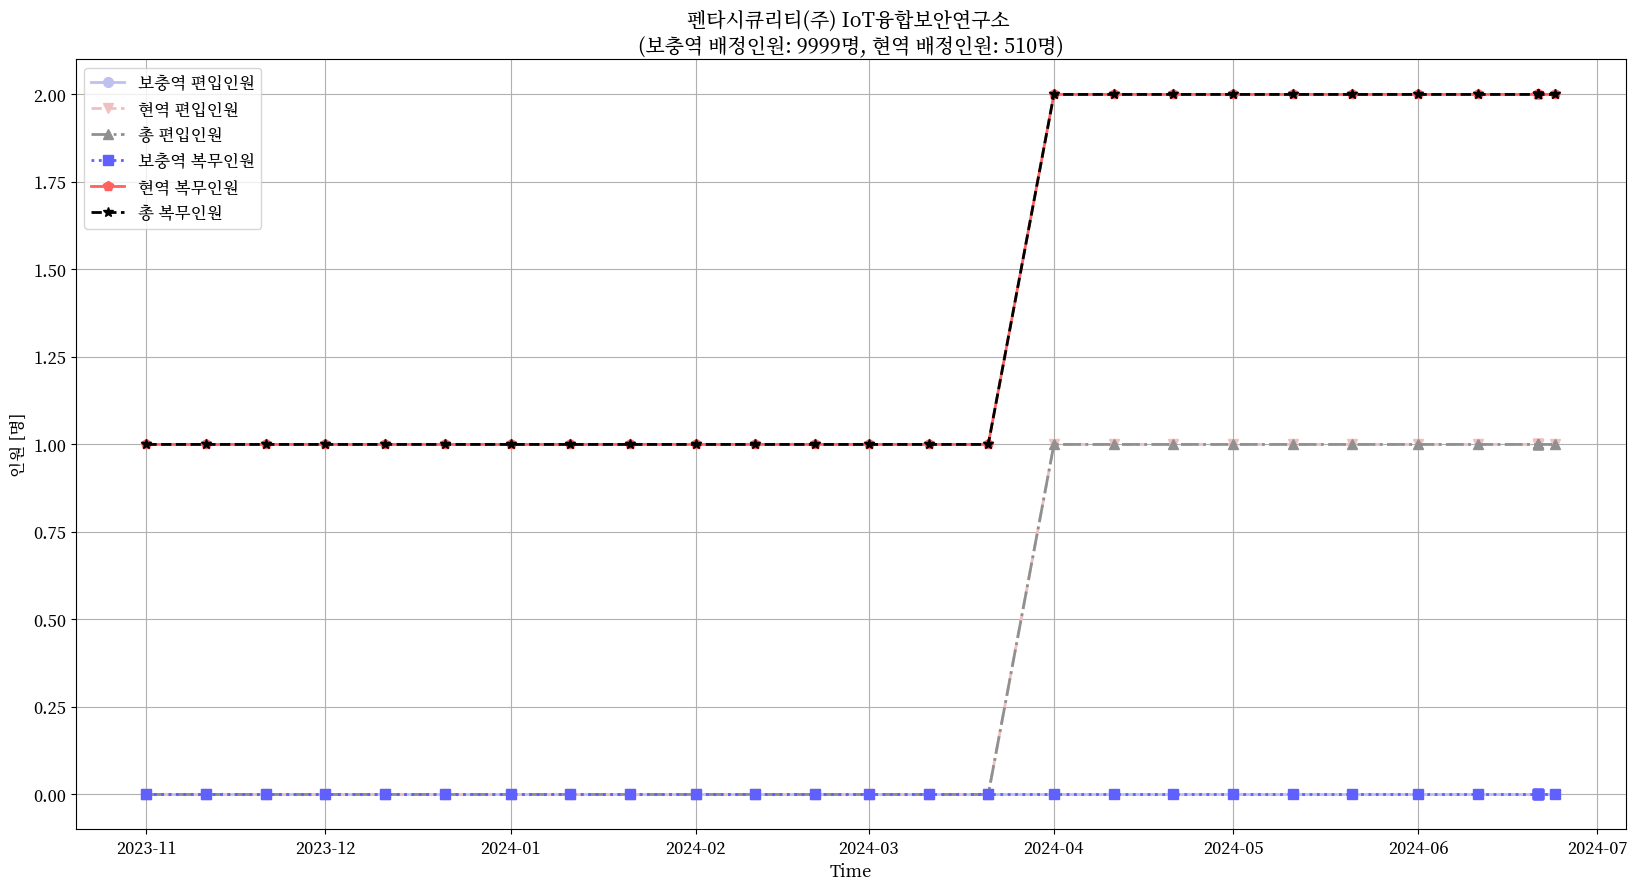 펜타시큐리티(주) IoT융합보안연구소
(보충역 배정인원: 9999명, 현역 배정인원: 510명)
보충역 편입인원
현역 편입인원
총 편입인원
보충역 복무인원
현역 복무인원
총 복무인원
2.00
1.75
1.50
1.25
1.00
0.75
0.50
0.25
0.00
인원 [명]
2023-11 2023-12 2024-01 2024-02 2024-03 2024-04 2024-05 2024-06 2024-07
Time